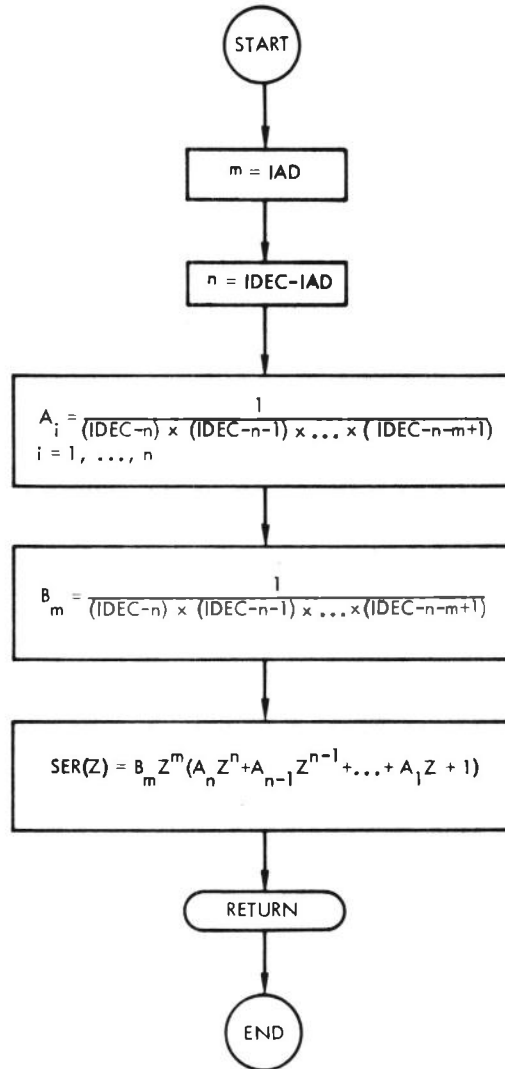 START
m = IAD
n = IDEC-IAD
A_i = 1 / (IDEC-n) × (IDEC-n-1) × ... × ( IDEC-n-m+1)
i = 1, ..., n
B_m = 1 / (IDEC-n) × (IDEC-n-1) × ... ×(IDEC-n-m+1)
SER(Z) = B_m Z^m (A_n Z^n + A_{n-1} Z^{n-1} + ... + A_1 Z + 1)
RETURN
END